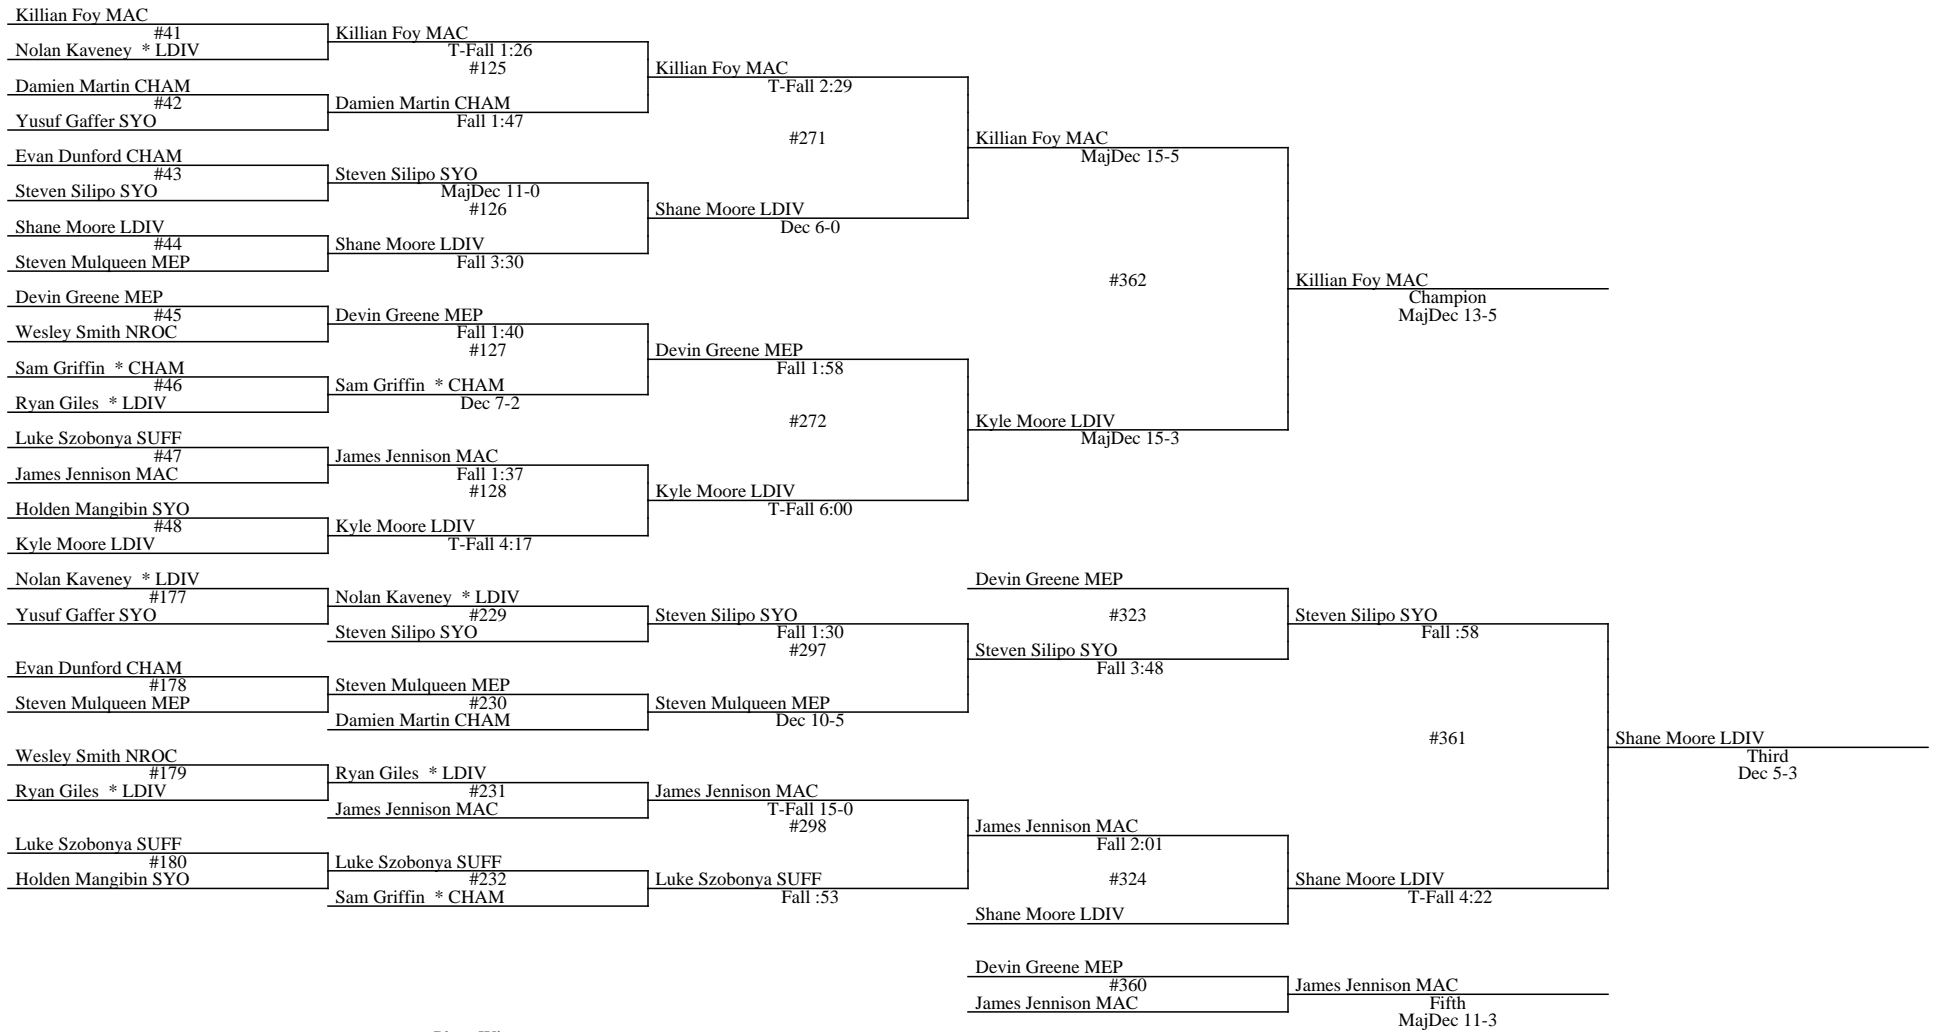 Killian Foy MAC
#41
Nolan Kaveney * LDIV
Killian Foy MAC
T-Fall 1:26
#125
Damien Martin CHAM
#42
Yusuf Gaffer SYO
Damien Martin CHAM
Fall 1:47
Killian Foy MAC
T-Fall 2:29
#271
Evan Dunford CHAM
#43
Steven Silipo SYO
Steven Silipo SYO
MajDec 11-0
#126
Shane Moore LDIV
#44
Steven Mulqueen MEP
Shane Moore LDIV
Fall 3:30
Shane Moore LDIV
Dec 6-0
Killian Foy MAC
MajDec 15-5
#362
Devin Greene MEP
#45
Wesley Smith NROC
Devin Greene MEP
Fall 1:40
#127
Sam Griffin * CHAM
#46
Ryan Giles * LDIV
Sam Griffin * CHAM
Dec 7-2
Devin Greene MEP
Fall 1:58
#272
Luke Szobonya SUFF
#47
James Jennison MAC
James Jennison MAC
Fall 1:37
#128
Holden Mangibin SYO
#48
Kyle Moore LDIV
Kyle Moore LDIV
T-Fall 4:17
Kyle Moore LDIV
T-Fall 6:00
Kyle Moore LDIV
MajDec 15-3
Killian Foy MAC
Champion
MajDec 13-5
Nolan Kaveney * LDIV
#177
Yusuf Gaffer SYO
Nolan Kaveney * LDIV
#229
Steven Silipo SYO
Steven Silipo SYO
Fall 1:30
#297
Evan Dunford CHAM
#178
Steven Mulqueen MEP
Steven Mulqueen MEP
#230
Damien Martin CHAM
Steven Mulqueen MEP
Dec 10-5
Devin Greene MEP
#323
Steven Silipo SYO
Fall 3:48
Steven Silipo SYO
Fall :58
#361
Wesley Smith NROC
#179
Ryan Giles * LDIV
Ryan Giles * LDIV
#231
James Jennison MAC
James Jennison MAC
T-Fall 15-0
#298
Luke Szobonya SUFF
#180
Holden Mangibin SYO
Luke Szobonya SUFF
#232
Sam Griffin * CHAM
Luke Szobonya SUFF
Fall :53
James Jennison MAC
Fall 2:01
#324
Shane Moore LDIV
Shane Moore LDIV
T-Fall 4:22
Shane Moore LDIV
Third
Dec 5-3
Devin Greene MEP
#360
James Jennison MAC
James Jennison MAC
Fifth
MajDec 11-3